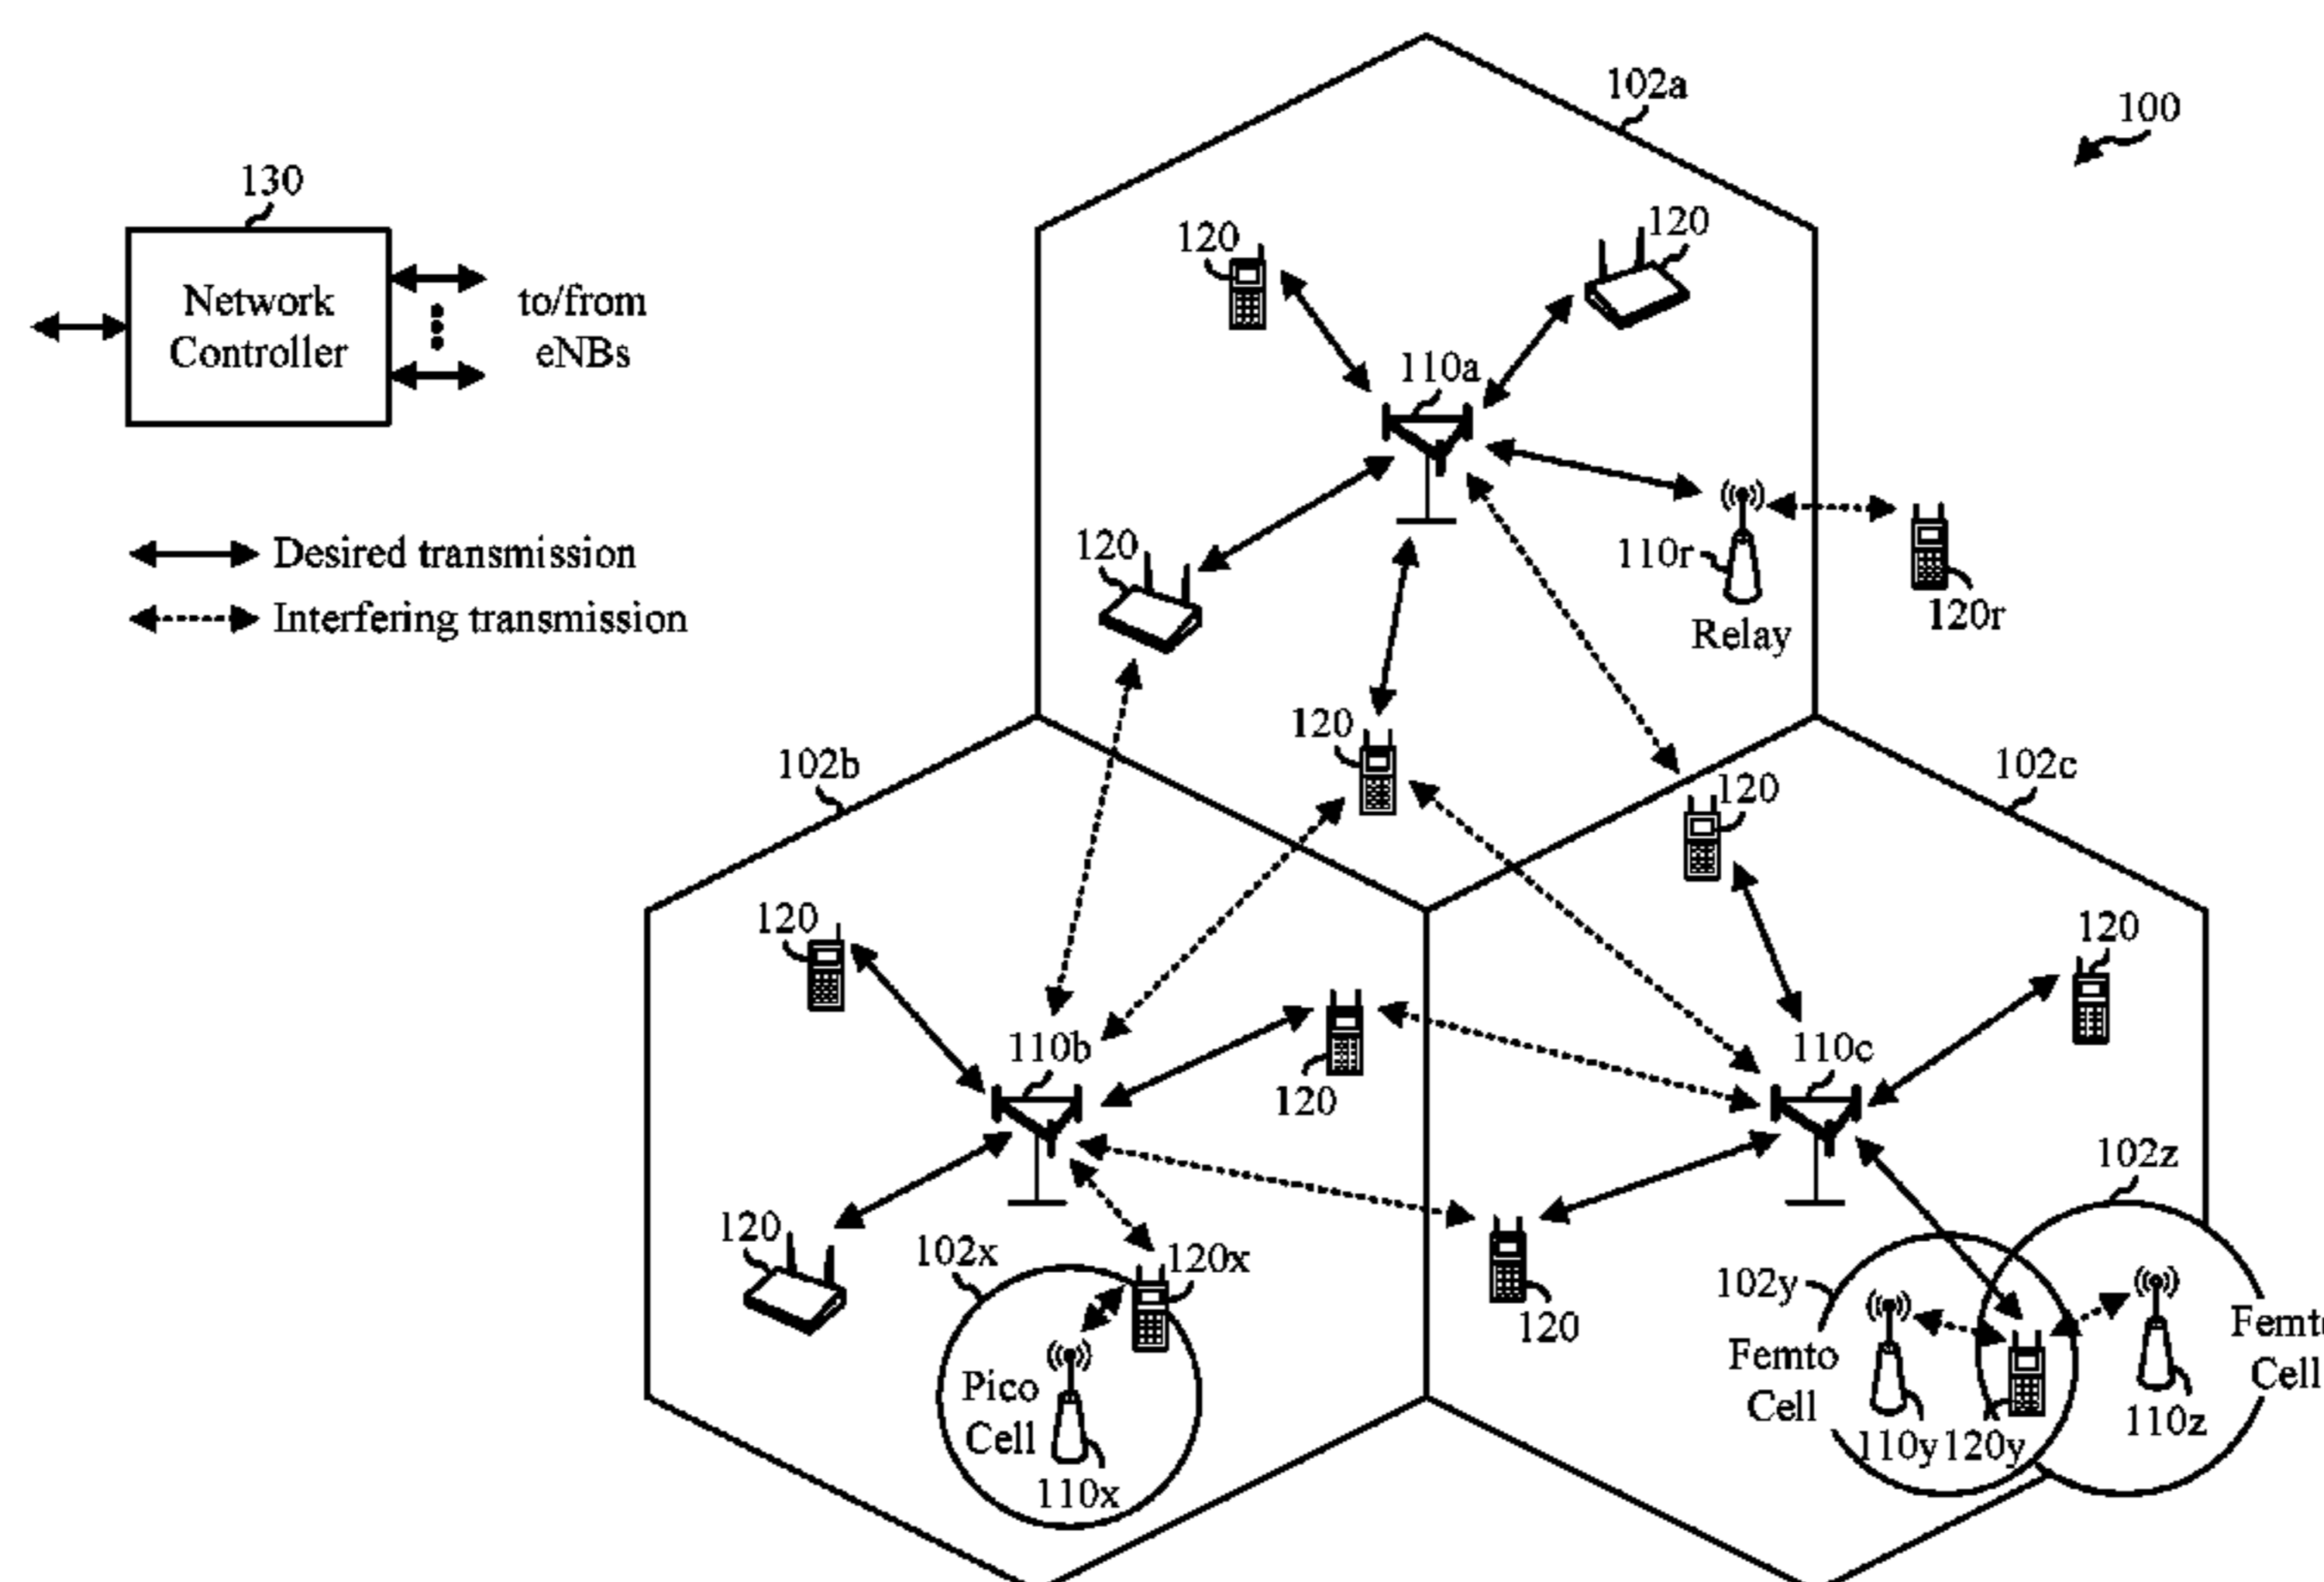 102a
100
130
120
120
Network
Controller
to/from
eNBs
110a
Desired transmission
Interfering transmission
120
110r
Relay
120r
120
120
102b
102c
120
120
110b
120
110c
102z
120
102x
120x
120
102y
Femto
Cell
Femt
Cell
Pico
Cell
110x
110y
120y
110z